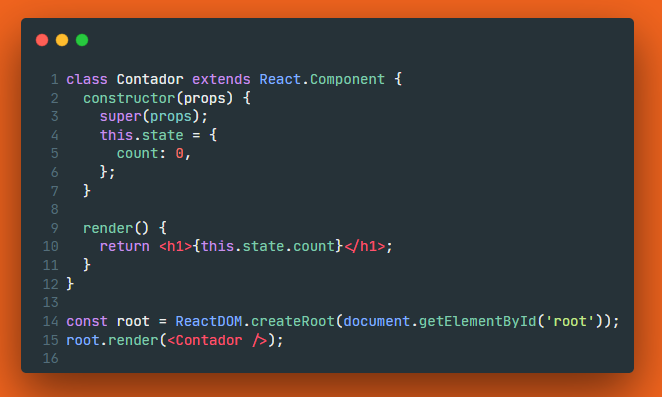 1 class Contador extends React.Component {
2   constructor(props) {
3     super(props);
4     this.state = {
5       count: 0,
6     };
7   }
8
9   render() {
10     return <h1>{this.state.count}</h1>;
11   }
12 }
13
14 const root = ReactDOM.createRoot(document.getElementById('root'));
15 root.render(<Contador />);
16